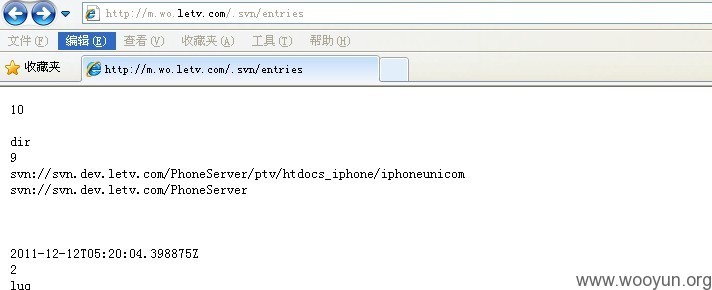 http://m.wo.letv.com/.svn/entries
文件(F) 编辑(E) 查看(V) 收藏夹(A) 工具(T) 帮助(H)
收藏夹 http://m.wo.letv.com/.svn/entries
10
dir
9
svn://svn.dev.letv.com/PhoneServer/ptv/htdocs_iphone/iphoneunicom
svn://svn.dev.letv.com/PhoneServer
2011-12-12T05:20:04.398875Z
2
luq
www.wooyun.org